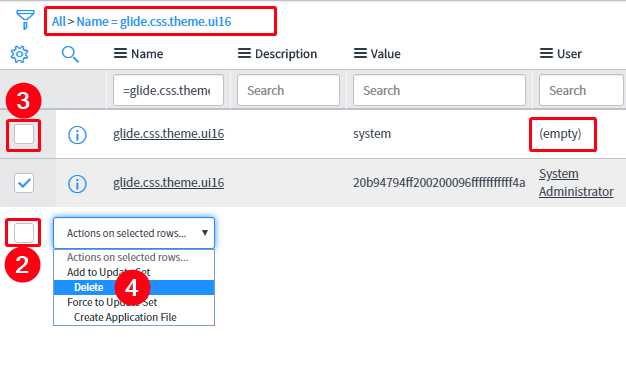 All > Name = glide.css.theme.ui16
Name Description Value User
=glide.css.theme Search Search Search
3
glide.css.theme.ui16 system (empty)
glide.css.theme.ui16 20b94794ff200200096fffffffffff4a System
Administrator
Actions on selected rows...
2
Actions on selected rows...
Add to Update Set
Delete
4
Force to Update Set
Create Application File